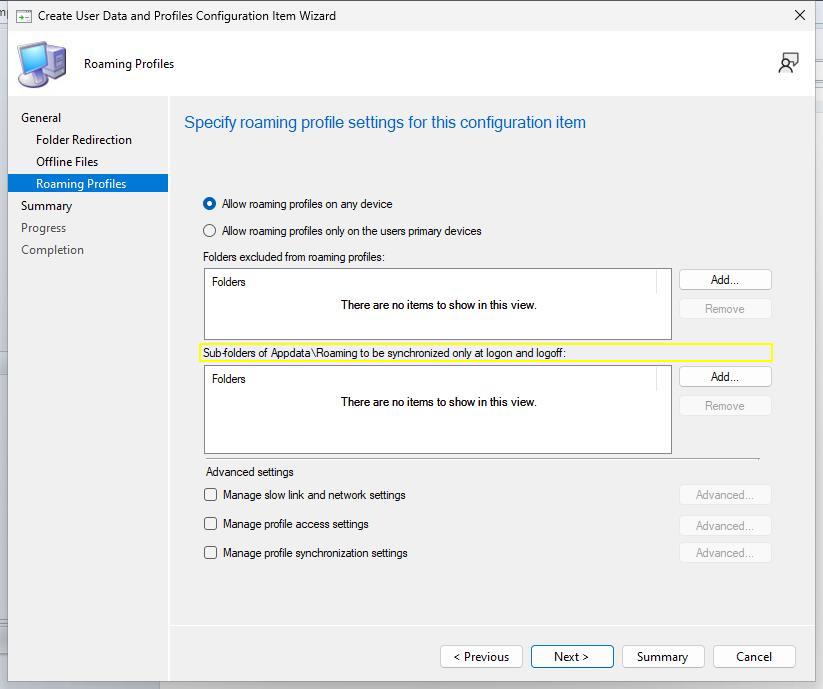 Create User Data and Profiles Configuration Item Wizard
Roaming Profiles
General
Folder Redirection
Offline Files
Roaming Profiles
Summary
Progress
Completion
Specify roaming profile settings for this configuration item
Allow roaming profiles on any device
Allow roaming profiles only on the users primary devices
Folders excluded from roaming profiles:
Folders
There are no items to show in this view.
Add...
Remove
Sub-folders of Appdata\Roaming to be synchronized only at logon and logoff:
Folders
There are no items to show in this view.
Add...
Remove
Advanced settings
Manage slow link and network settings
Advanced...
Manage profile access settings
Advanced...
Manage profile synchronization settings
Advanced...
< Previous
Next >
Summary
Cancel